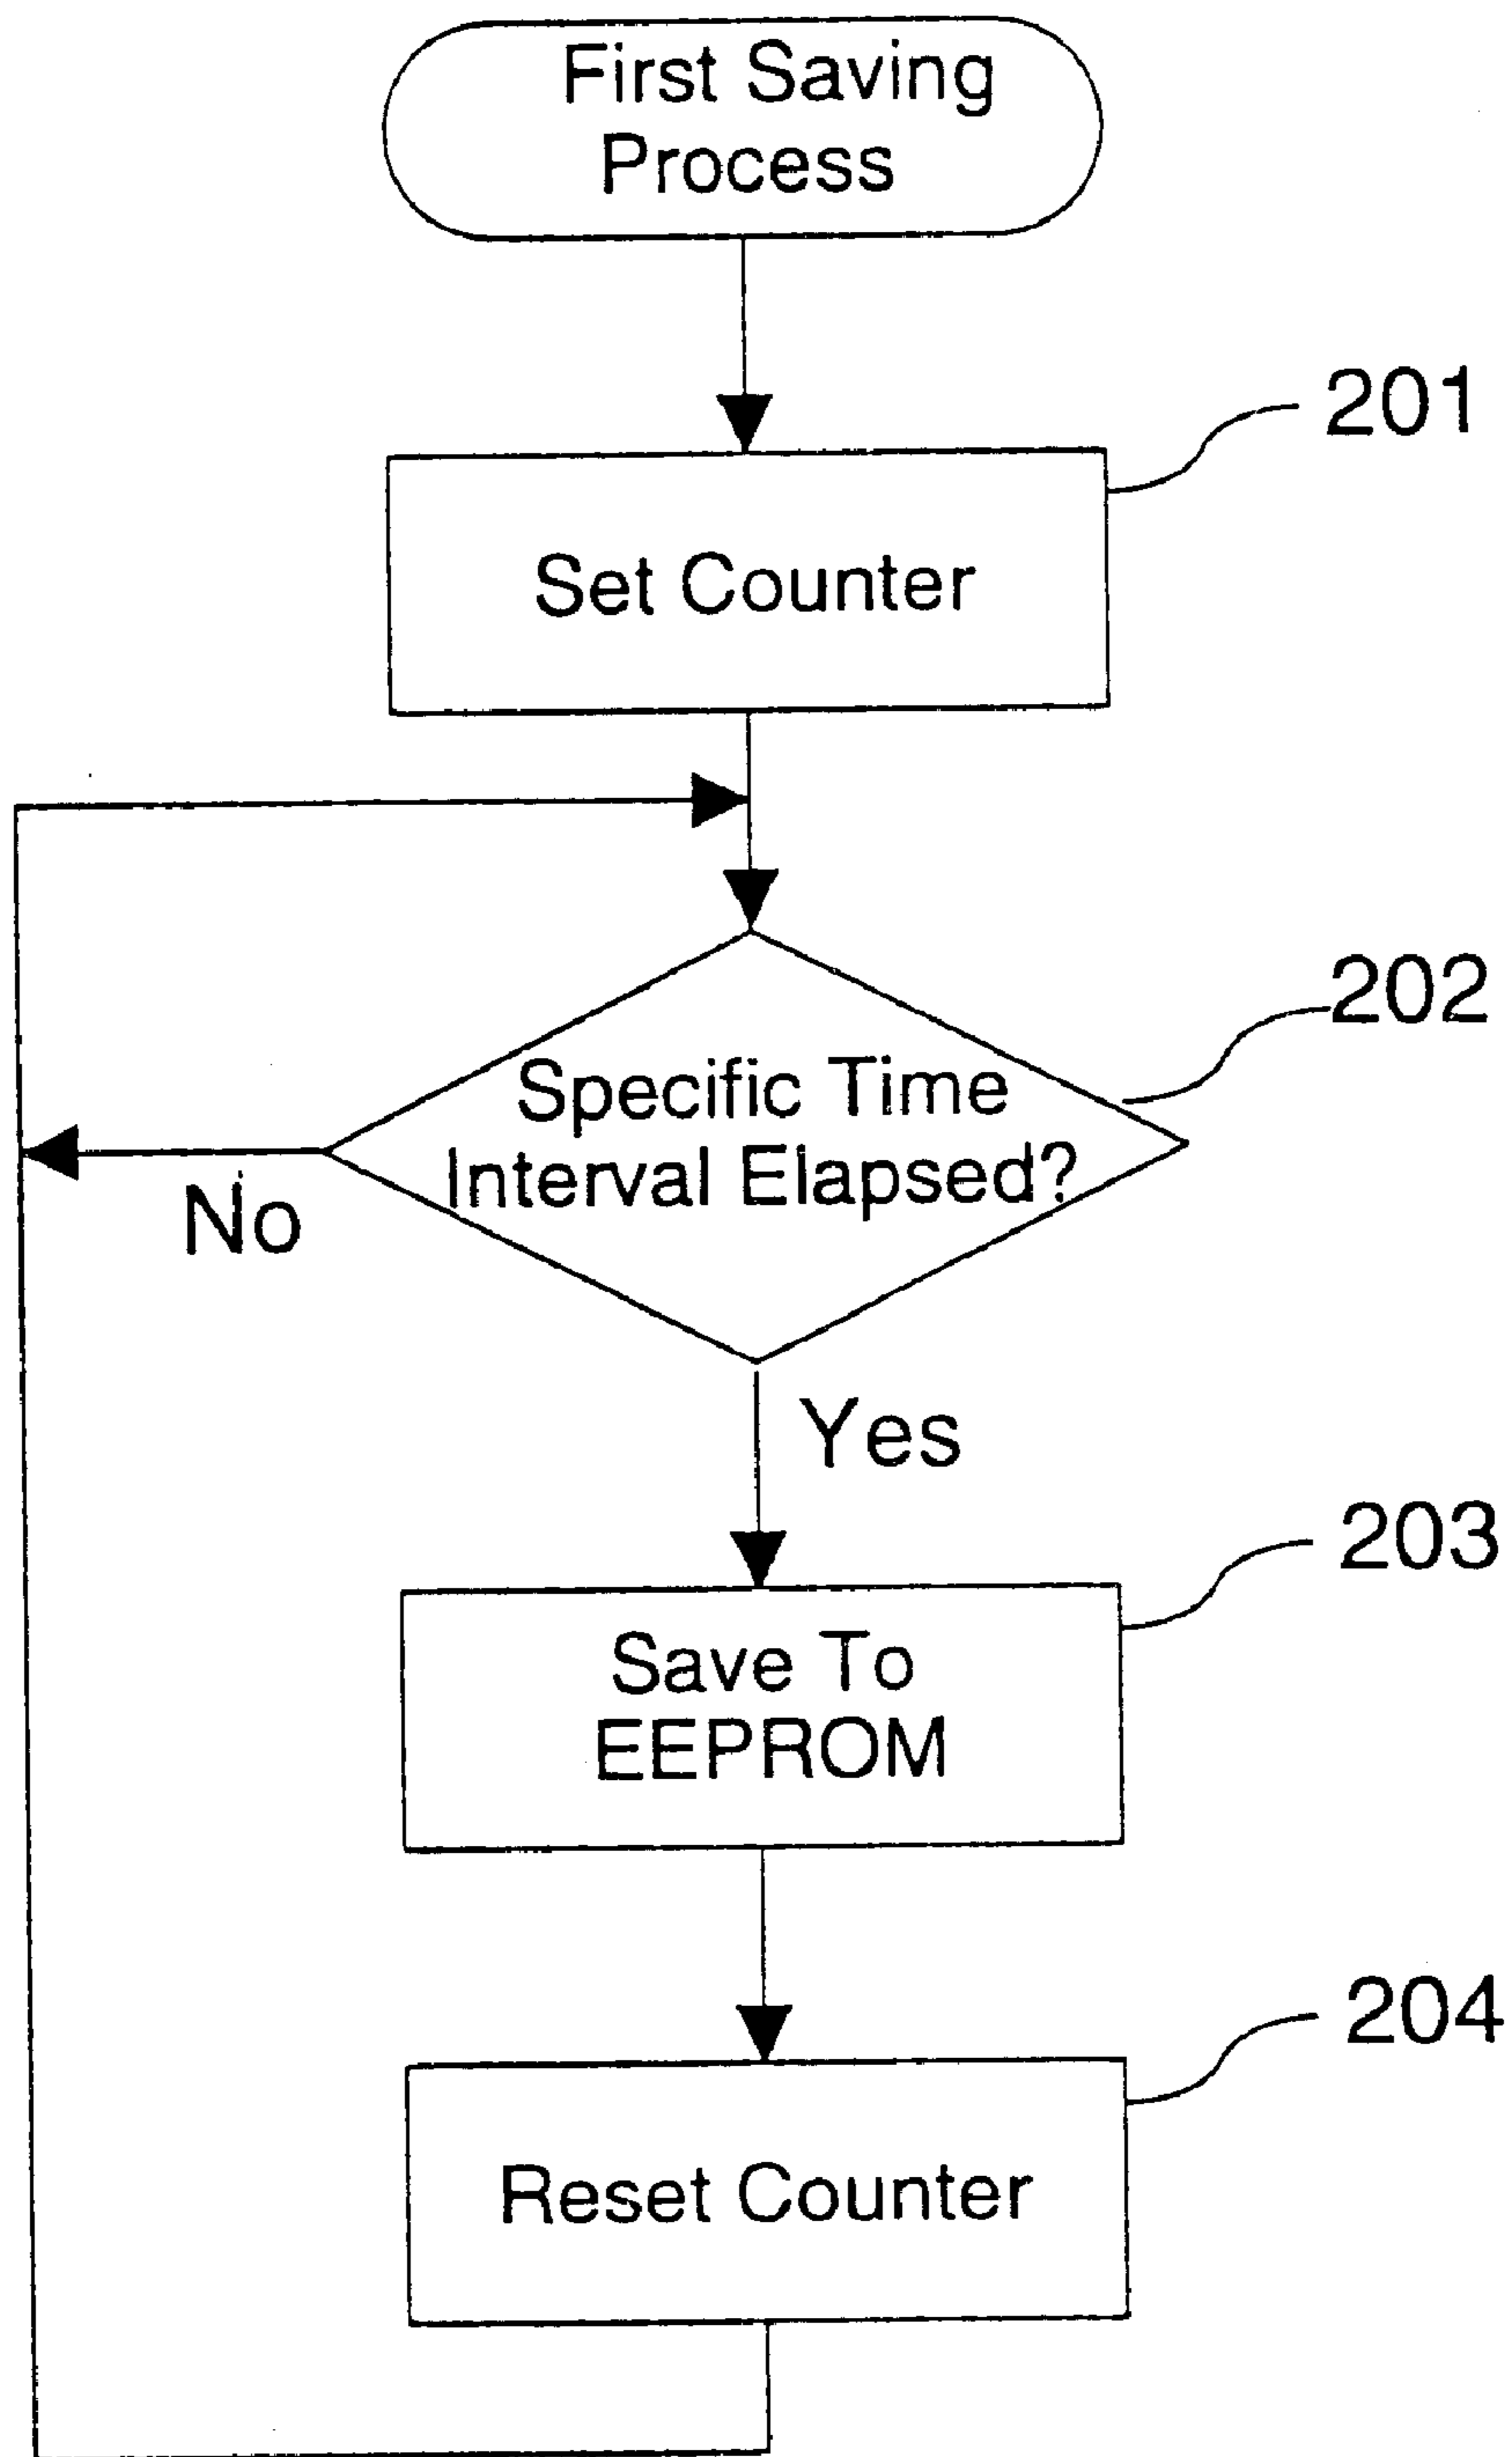 First Saving
Process
201
Set Counter
202
Specific Time
Interval Elapsed?
No
Yes
203
Save To
EEPROM
204
Reset Counter